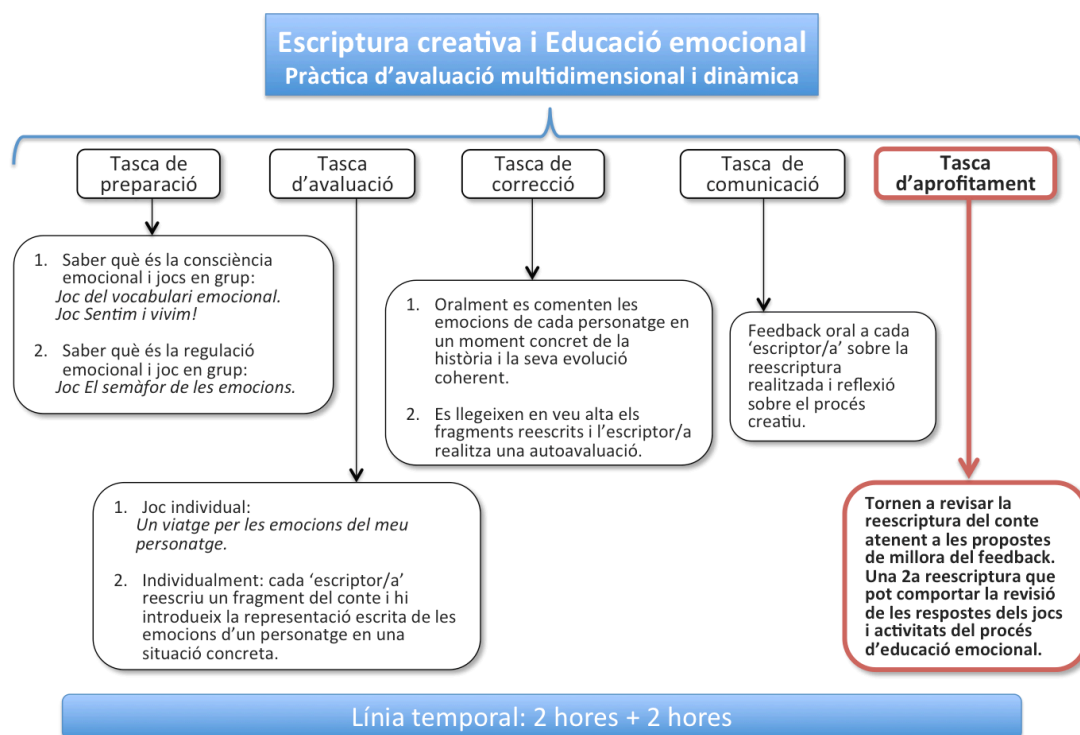 Escriptura creativa i Educació emocional
Pràctica d'avaluació multidimensional i dinàmica
Tasca de
preparació
Tasca
d'avaluació
Tasca de
correcció
Tasca de
comunicació
Tasca
d'aprofitament
1. Saber què és la consciència
emocional i jocs en grup:
Joc del vocabulari emocional.
Joc Sentim i vivim!
2. Saber què és la regulació
emocional i joc en grup:
Joc El semàfor de les emocions.
1. Joc individual:
Un viatge per les emocions del meu
personatge.
2. Individualment: cada 'escriptor/a'
reescriu un fragment del conte i hi
introdueix la representació escrita de les
emocions d'un personatge en una
situació concreta.
1. Oralment es comenten les
emocions de cada personatge en
un moment concret de la
història i la seva evolució
coherent.
2. Es llegeixen en veu alta els
fragments reescrits i l'escriptor/a
realitza una autoavaluació.
Feedback oral a cada
'escriptor/a' sobre la
reescriptura
realitzada i reflexió
sobre el procés
creatiu.
Tornen a revisar la
reescriptura del conte
atenent a les propostes
de millora del feedback.
Una 2a reescriptura que
pot comportar la revisió
de les respostes dels jocs
i activitats del procés
d'educació emocional.
Línia temporal: 2 hores + 2 hores